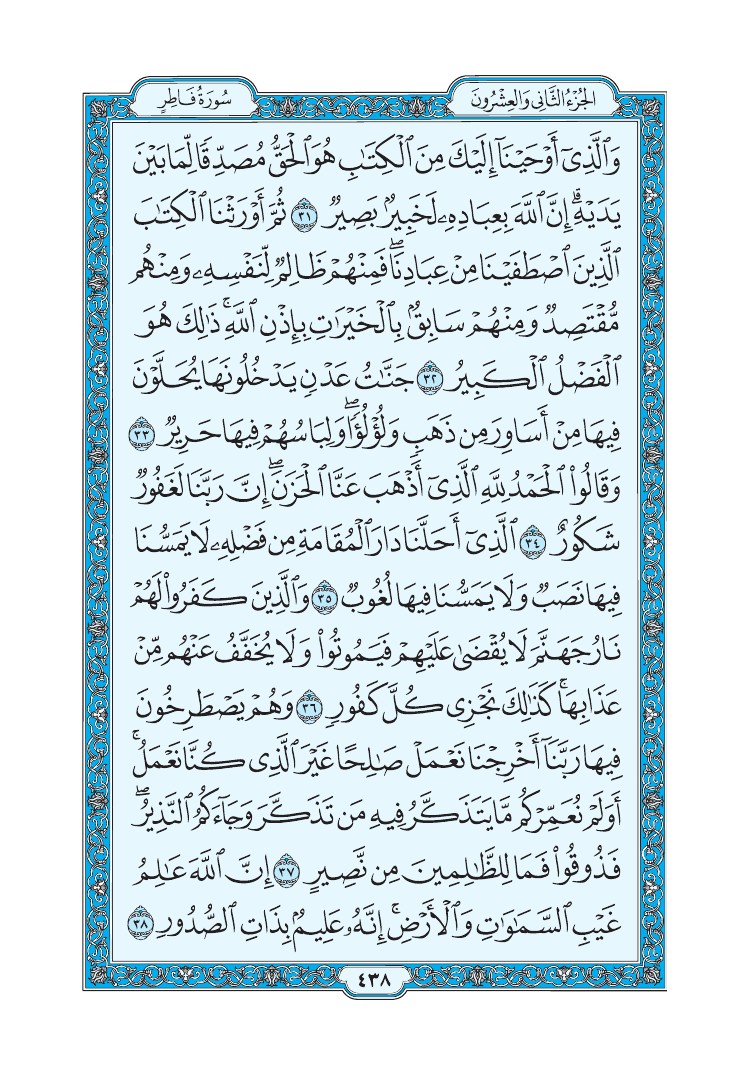 الجُزْءُ الثَّانِي وَالعِشْرُونَ
سُورَةُ فَاطِرٍ
وَٱلَّذِىٓ أَوْحَيْنَآ إِلَيْكَ مِنَ ٱلْكِتَٰبِ هُوَ ٱلْحَقُّ مُصَدِّقًا لِّمَا بَيْنَ
يَدَيْهِۗ إِنَّ ٱللَّهَ بِعِبَادِهِۦ لَخَبِيرٌۢ بَصِيرٌ ٣١ ثُمَّ أَوْرَثْنَا ٱلْكِتَٰبَ
ٱلَّذِينَ ٱصْطَفَيْنَا مِنْ عِبَادِنَاۖ فَمِنْهُمْ ظَالِمٌ لِّنَفْسِهِۦ وَمِنْهُم
مُّقْتَصِدٌ وَمِنْهُمْ سَابِقٌۢ بِٱلْخَيْرَٰتِ بِإِذْنِ ٱللَّهِۚ ذَٰلِكَ هُوَ
ٱلْفَضْلُ ٱلْكَبِيرُ ٣٢ جَنَّٰتُ عَدْنٍ يَدْخُلُونَهَا يُحَلَّوْنَ
فِيهَا مِنْ أَسَاوِرَ مِن ذَهَبٍ وَلُؤْلُؤًاۖ وَلِبَاسُهُمْ فِيهَا حَرِيرٌ ٣٣
وَقَالُوا۟ ٱلْحَمْدُ لِلَّهِ ٱلَّذِىٓ أَذْهَبَ عَنَّا ٱلْحَزَنَۖ إِنَّ رَبَّنَا لَغَفُورٌ
شَكُورٌ ٣٤ ٱلَّذِىٓ أَحَلَّنَا دَارَ ٱلْمُقَامَةِ مِن فَضْلِهِۦ لَا يَمَسُّنَا
فِيهَا نَصَبٌ وَلَا يَمَسُّنَا فِيهَا لُغُوبٌ ٣٥ وَٱلَّذِينَ كَفَرُوا۟ لَهُمْ
نَارُ جَهَنَّمَ لَا يُقْضَىٰ عَلَيْهِمْ فَيَمُوتُوا۟ وَلَا يُخَفَّفُ عَنْهُم مِّنْ
عَذَابِهَاۚ كَذَٰلِكَ نَجْزِى كُلَّ كَفُورٍ ٣٦ وَهُمْ يَصْطَرِخُونَ
فِيهَا رَبَّنَآ أَخْرِجْنَا نَعْمَلْ صَٰلِحًا غَيْرَ ٱلَّذِى كُنَّا نَعْمَلُۚ
أَوَلَمْ نُعَمِّرْكُم مَّا يَتَذَكَّرُ فِيهِ مَن تَذَكَّرَ وَجَآءَكُمُ ٱلنَّذِيرُۖ
فَذُوقُوا۟ فَمَا لِلظَّٰلِمِينَ مِن نَّصِيرٍ ٣٧ إِنَّ ٱللَّهَ عَٰلِمُ
غَيْبِ ٱلسَّمَٰوَٰتِ وَٱلْأَرْضِۚ إِنَّهُۥ عَلِيمٌۢ بِذَاتِ ٱلصُّدُورِ ٣٨
٤٣٨